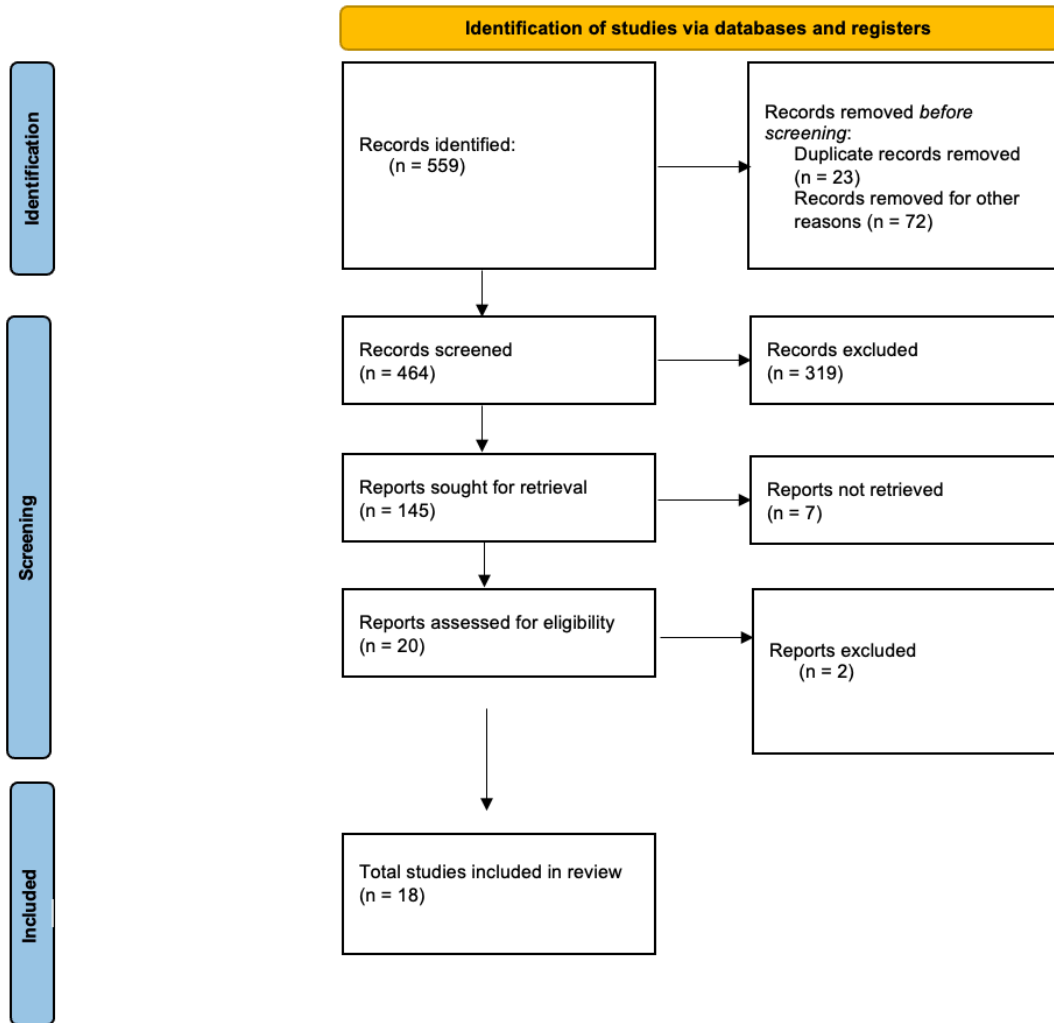 Identification of studies via databases and registers
Identification
Records identified:
(n = 559)
Records removed before
screening:
Duplicate records removed
(n = 23)
Records removed for other
reasons (n = 72)
Screening
Records screened
(n = 464)
Records excluded
(n = 319)
Reports sought for retrieval
(n = 145)
Reports not retrieved
(n = 7)
Reports assessed for eligibility
(n = 20)
Reports excluded
(n = 2)
Included
Total studies included in review
(n = 18)